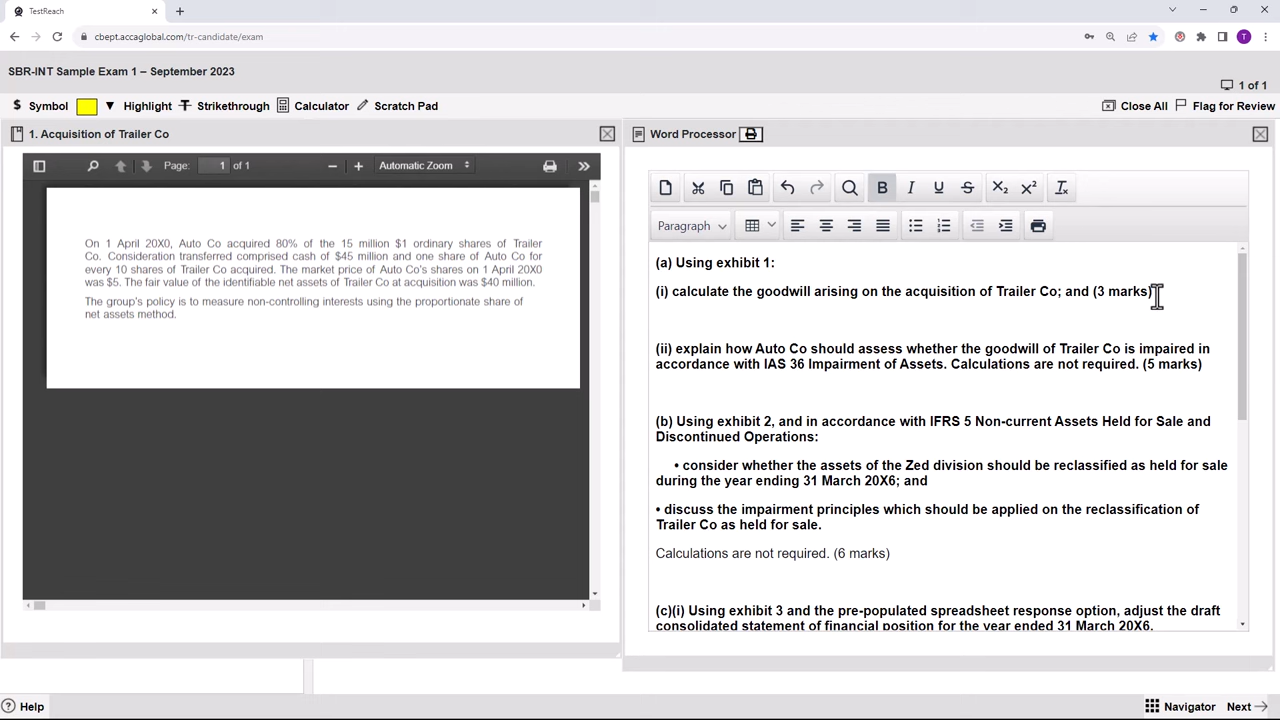 TestReach
cbept.accaglobal.com/tr-candidate/exam
T
SBR-INT Sample Exam 1 – September 2023
1 of 1
$ Symbol Highlight Strikethrough Calculator Scratch Pad
Close All Flag for Review
1. Acquisition of Trailer Co
Page: 1 of 1 Automatic Zoom
On 1 April 20X0, Auto Co acquired 80% of the 15 million $1 ordinary shares of Trailer
Co. Consideration transferred comprised cash of $45 million and one share of Auto Co for
every 10 shares of Trailer Co acquired. The market price of Auto Co's shares on 1 April 20X0
was $5. The fair value of the identifiable net assets of Trailer Co at acquisition was $40 million.
The group's policy is to measure non-controlling interests using the proportionate share of
net assets method.
Word Processor
B I U S X₂ X² Tx
Paragraph
(a) Using exhibit 1:
(i) calculate the goodwill arising on the acquisition of Trailer Co; and (3 marks)
(ii) explain how Auto Co should assess whether the goodwill of Trailer Co is impaired in
accordance with IAS 36 Impairment of Assets. Calculations are not required. (5 marks)
(b) Using exhibit 2, and in accordance with IFRS 5 Non-current Assets Held for Sale and
Discontinued Operations:
• consider whether the assets of the Zed division should be reclassified as held for sale
during the year ending 31 March 20X6; and
• discuss the impairment principles which should be applied on the reclassification of
Trailer Co as held for sale.
Calculations are not required. (6 marks)
(c)(i) Using exhibit 3 and the pre-populated spreadsheet response option, adjust the draft
consolidated statement of financial position for the year ended 31 March 20X6.
Help
Navigator Next